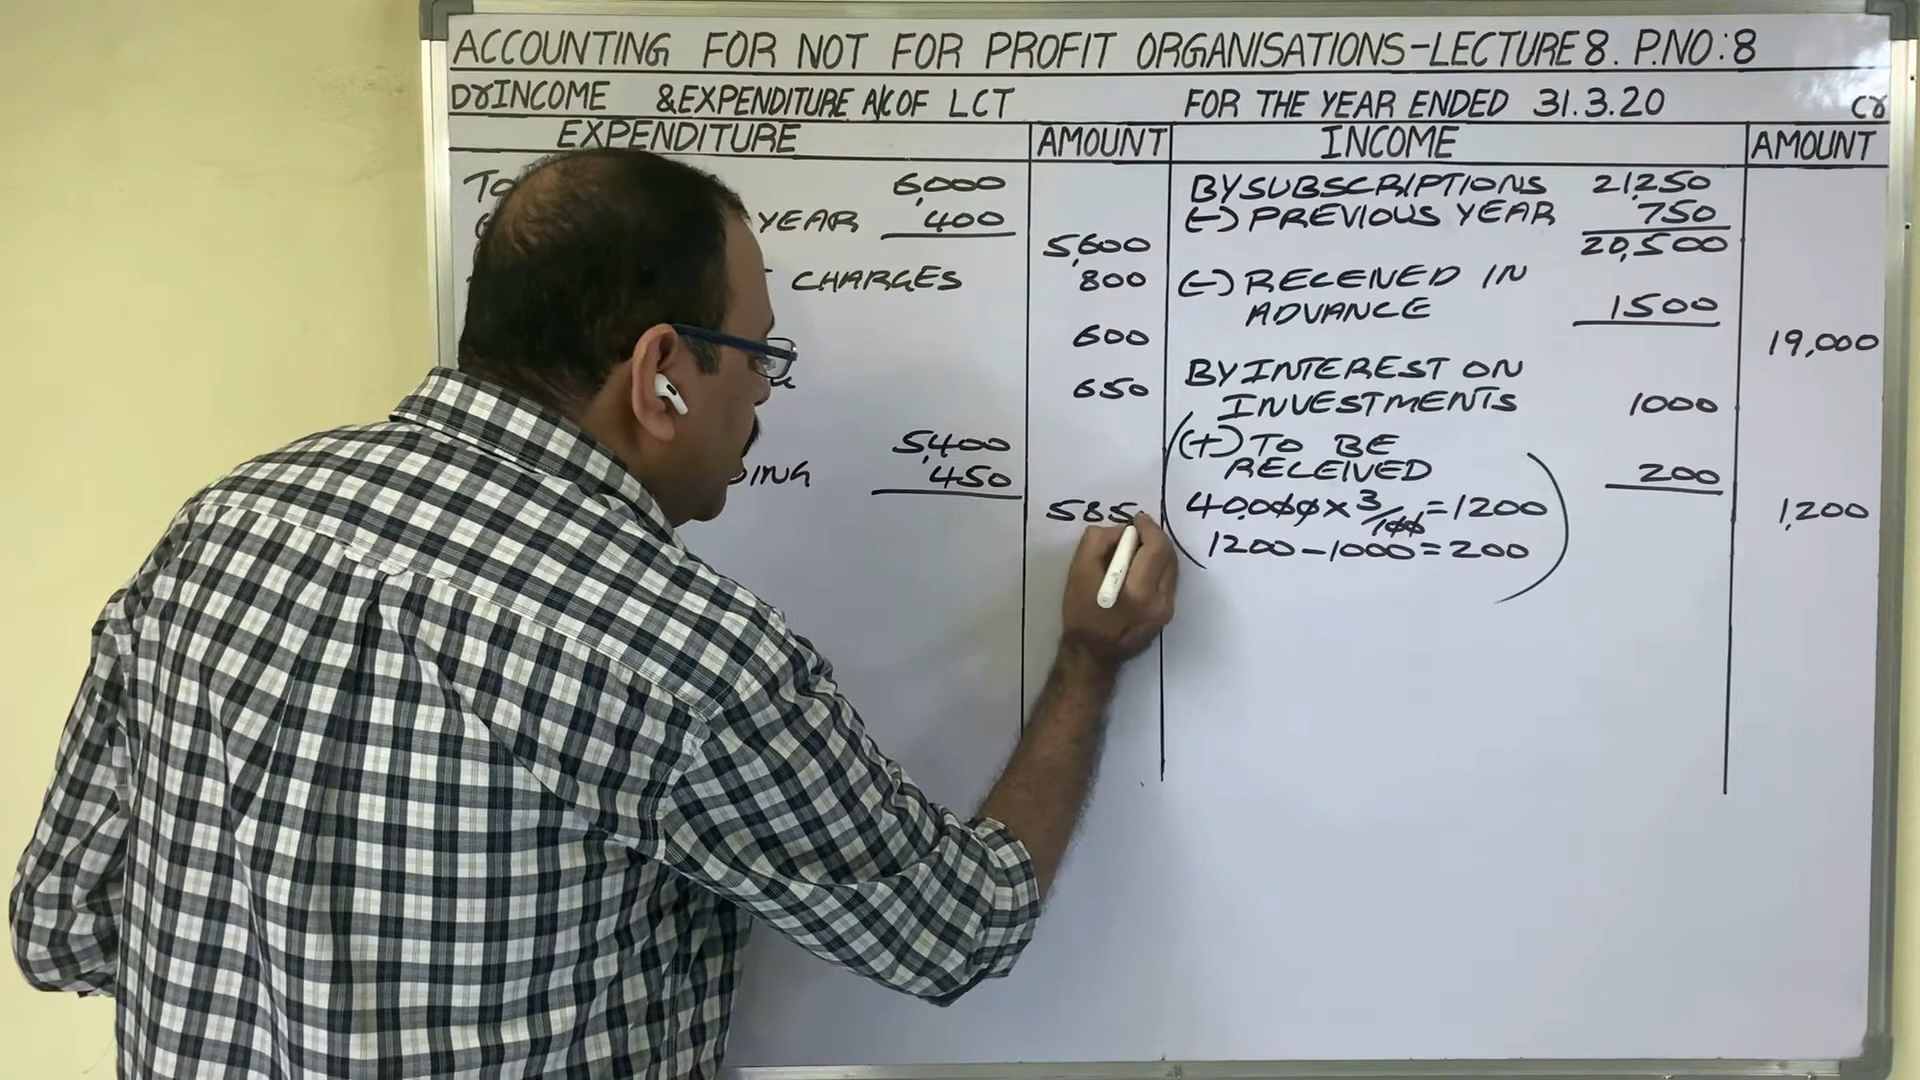 ACCOUNTING FOR NOT FOR PROFIT ORGANISATIONS-LECTURE 8. P.NO:8
Dr INCOME & EXPENDITURE A/C OF LCT FOR THE YEAR ENDED 31.3.20 Cr
EXPENDITURE AMOUNT INCOME AMOUNT
To 6,000
YEAR 400
5,600
CHARGES 800
600
650
5,400
450
585
BY SUBSCRIPTIONS 21,250
(-) PREVIOUS YEAR 750
20,500
(-) RECEIVED IN
ADVANCE 1500
19,000
BY INTEREST ON
INVESTMENTS 1000
(+) TO BE
RECEIVED 200
40,000 x 3/100 = 1200 1,200
1200 - 1000 = 200